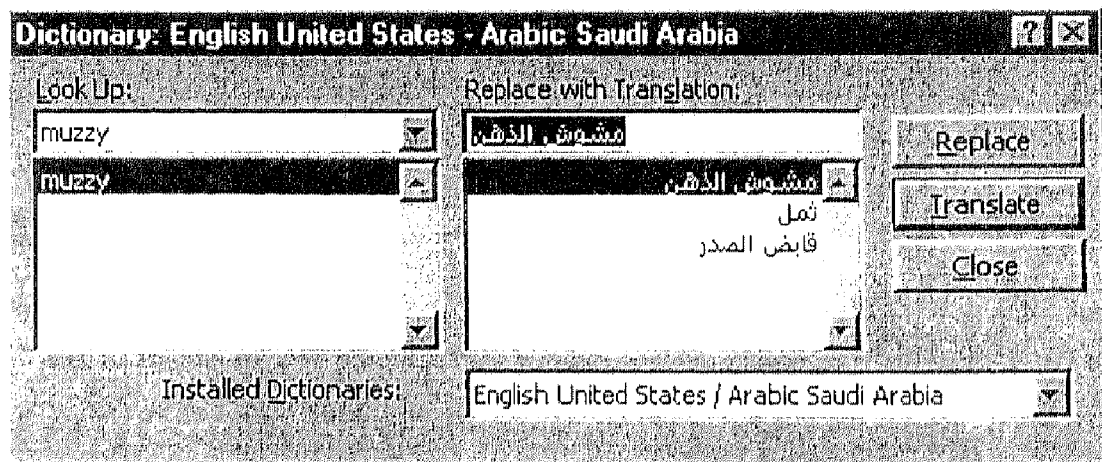 Dictionary: English United States - Arabic Saudi Arabia
Look Up:
Replace with Translation:
muzzy
مشوش الذهن
Replace
muzzy
مشوش الذهن
Translate
ثمل
قابض الصدر
Close
Installed Dictionaries:
English United States / Arabic Saudi Arabia